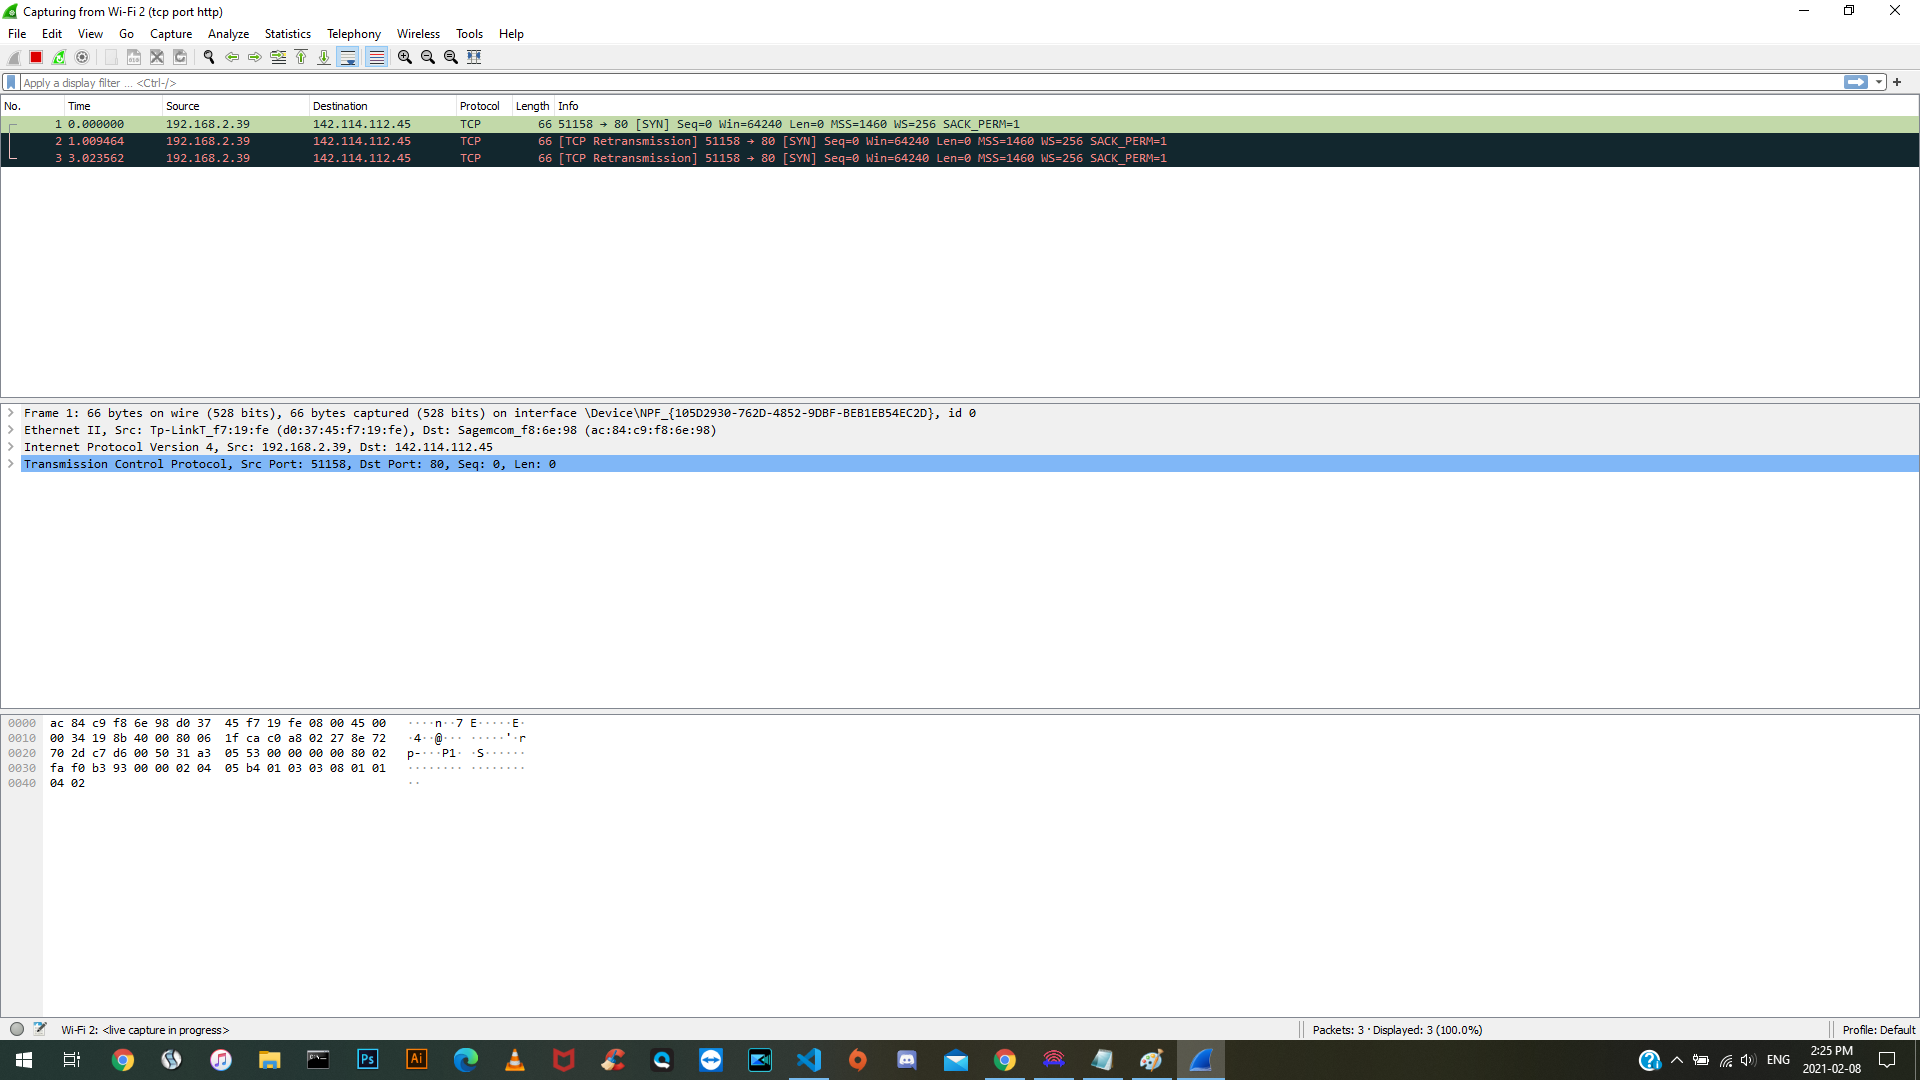 Capturing from Wi-Fi 2 (tcp port http)
File Edit View Go Capture Analyze Statistics Telephony Wireless Tools Help
Apply a display filter ... <Ctrl-/>
No. Time Source Destination Protocol Length Info
1 0.000000 192.168.2.39 142.114.112.45 TCP 66 51158 → 80 [SYN] Seq=0 Win=64240 Len=0 MSS=1460 WS=256 SACK_PERM=1
2 1.009464 192.168.2.39 142.114.112.45 TCP 66 [TCP Retransmission] 51158 → 80 [SYN] Seq=0 Win=64240 Len=0 MSS=1460 WS=256 SACK_PERM=1
3 3.023562 192.168.2.39 142.114.112.45 TCP 66 [TCP Retransmission] 51158 → 80 [SYN] Seq=0 Win=64240 Len=0 MSS=1460 WS=256 SACK_PERM=1
Frame 1: 66 bytes on wire (528 bits), 66 bytes captured (528 bits) on interface \Device\NPF_{105D2930-762D-4852-9DBF-BEB1EB54EC2D}, id 0
Ethernet II, Src: Tp-LinkT_f7:19:fe (d0:37:45:f7:19:fe), Dst: Sagemcom_f8:6e:98 (ac:84:c9:f8:6e:98)
Internet Protocol Version 4, Src: 192.168.2.39, Dst: 142.114.112.45
Transmission Control Protocol, Src Port: 51158, Dst Port: 80, Seq: 0, Len: 0
0000 ac 84 c9 f8 6e 98 d0 37 45 f7 19 fe 08 00 45 00 ····n··7 E·····E·
0010 00 34 19 8b 40 00 80 06 1f ca c0 a8 02 27 8e 72 ·4··@··· ·····'·r
0020 70 2d c7 d6 00 50 31 a3 05 53 00 00 00 00 80 02 p-···P1· ·S······
0030 fa f0 b3 93 00 00 02 04 05 b4 01 03 03 08 01 01 ········ ········
0040 04 02 ··
Wi-Fi 2: <live capture in progress> Packets: 3 · Displayed: 3 (100.0%) Profile: Default
Ps Ai ENG 2:25 PM
2021-02-08